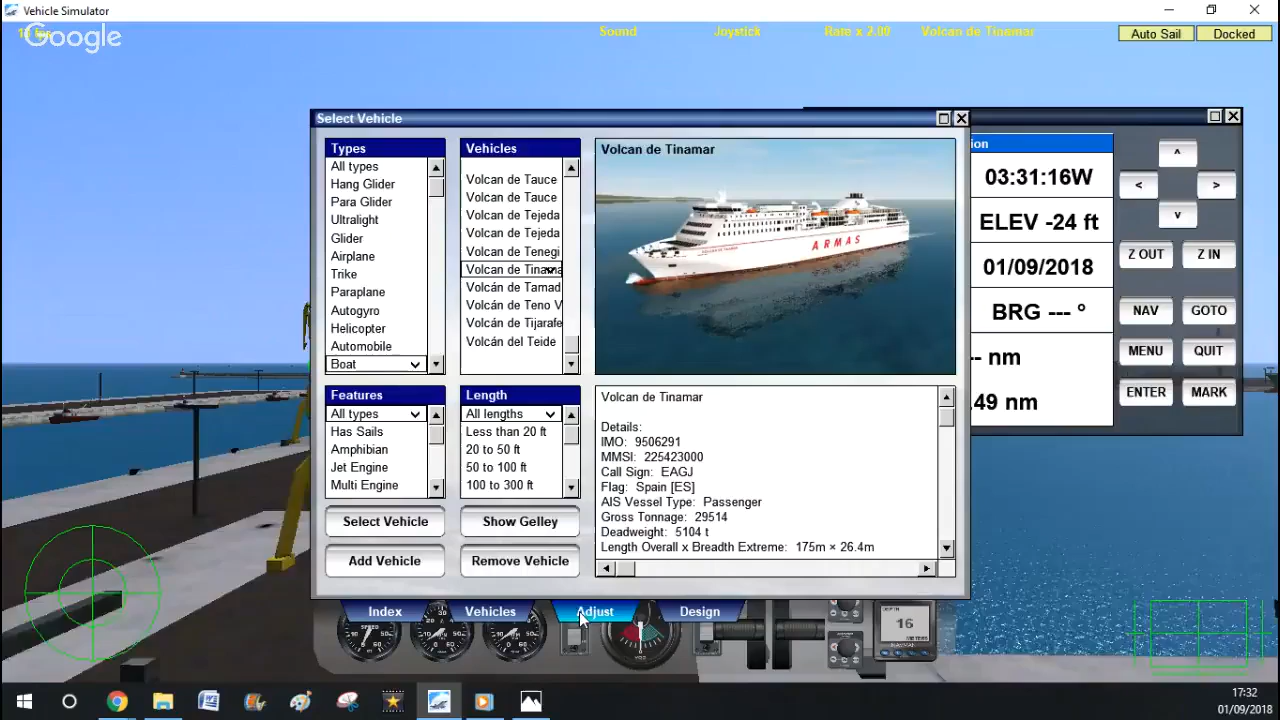 Vehicle Simulator
Google
Sound
Joystick
Rate x 2.00
Volcan de Tinamar
Auto Sail
Docked
Select Vehicle
Types
All types
Hang Glider
Para Glider
Ultralight
Glider
Airplane
Trike
Paraplane
Autogyro
Helicopter
Automobile
Boat
Vehicles
Volcan de Tauce
Volcan de Tauce
Volcan de Tejeda
Volcan de Tejeda
Volcan de Tenegi
Volcan de Tinama
Volcán de Tamad
Volcán de Teno V
Volcán de Tijarafe
Volcán del Teide
Volcan de Tinamar
ARMAS
Features
All types
Has Sails
Amphibian
Jet Engine
Multi Engine
Length
All lengths
Less than 20 ft
20 to 50 ft
50 to 100 ft
100 to 300 ft
Volcan de Tinamar
Details:
IMO: 9506291
MMSI: 225423000
Call Sign: EAGJ
Flag: Spain [ES]
AIS Vessel Type: Passenger
Gross Tonnage: 29514
Deadweight: 5104 t
Length Overall x Breadth Extreme: 175m × 26.4m
Select Vehicle
Show Gelley
Add Vehicle
Remove Vehicle
ion
03:31:16W
ELEV -24 ft
01/09/2018
BRG --- °
-- nm
.49 nm
^
<
>
v
Z OUT
Z IN
NAV
GOTO
MENU
QUIT
ENTER
MARK
Index
Vehicles
Adjust
Design
SPEED
DEPTH
16
17:32
01/09/2018